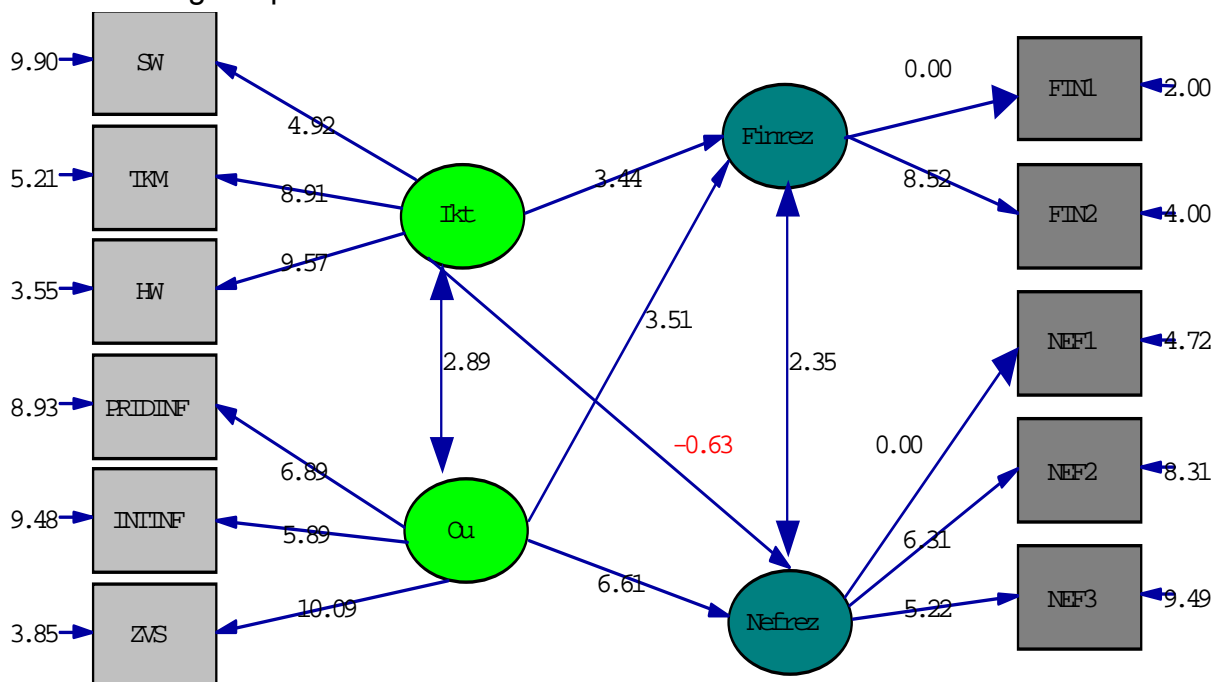 9.90
SW
4.92
5.21
TKM
8.91
3.55
HW
9.57
8.93
PRIDINF
6.89
9.48
INTINF
5.89
3.85
ZVS
10.09
Ikt
2.89
Ou
3.44
3.51
-0.63
6.61
Finrez
2.35
Nefrez
0.00
8.52
0.00
6.31
5.22
FIN1
2.00
FIN2
4.00
NEF1
4.72
NEF2
8.31
NEF3
9.49